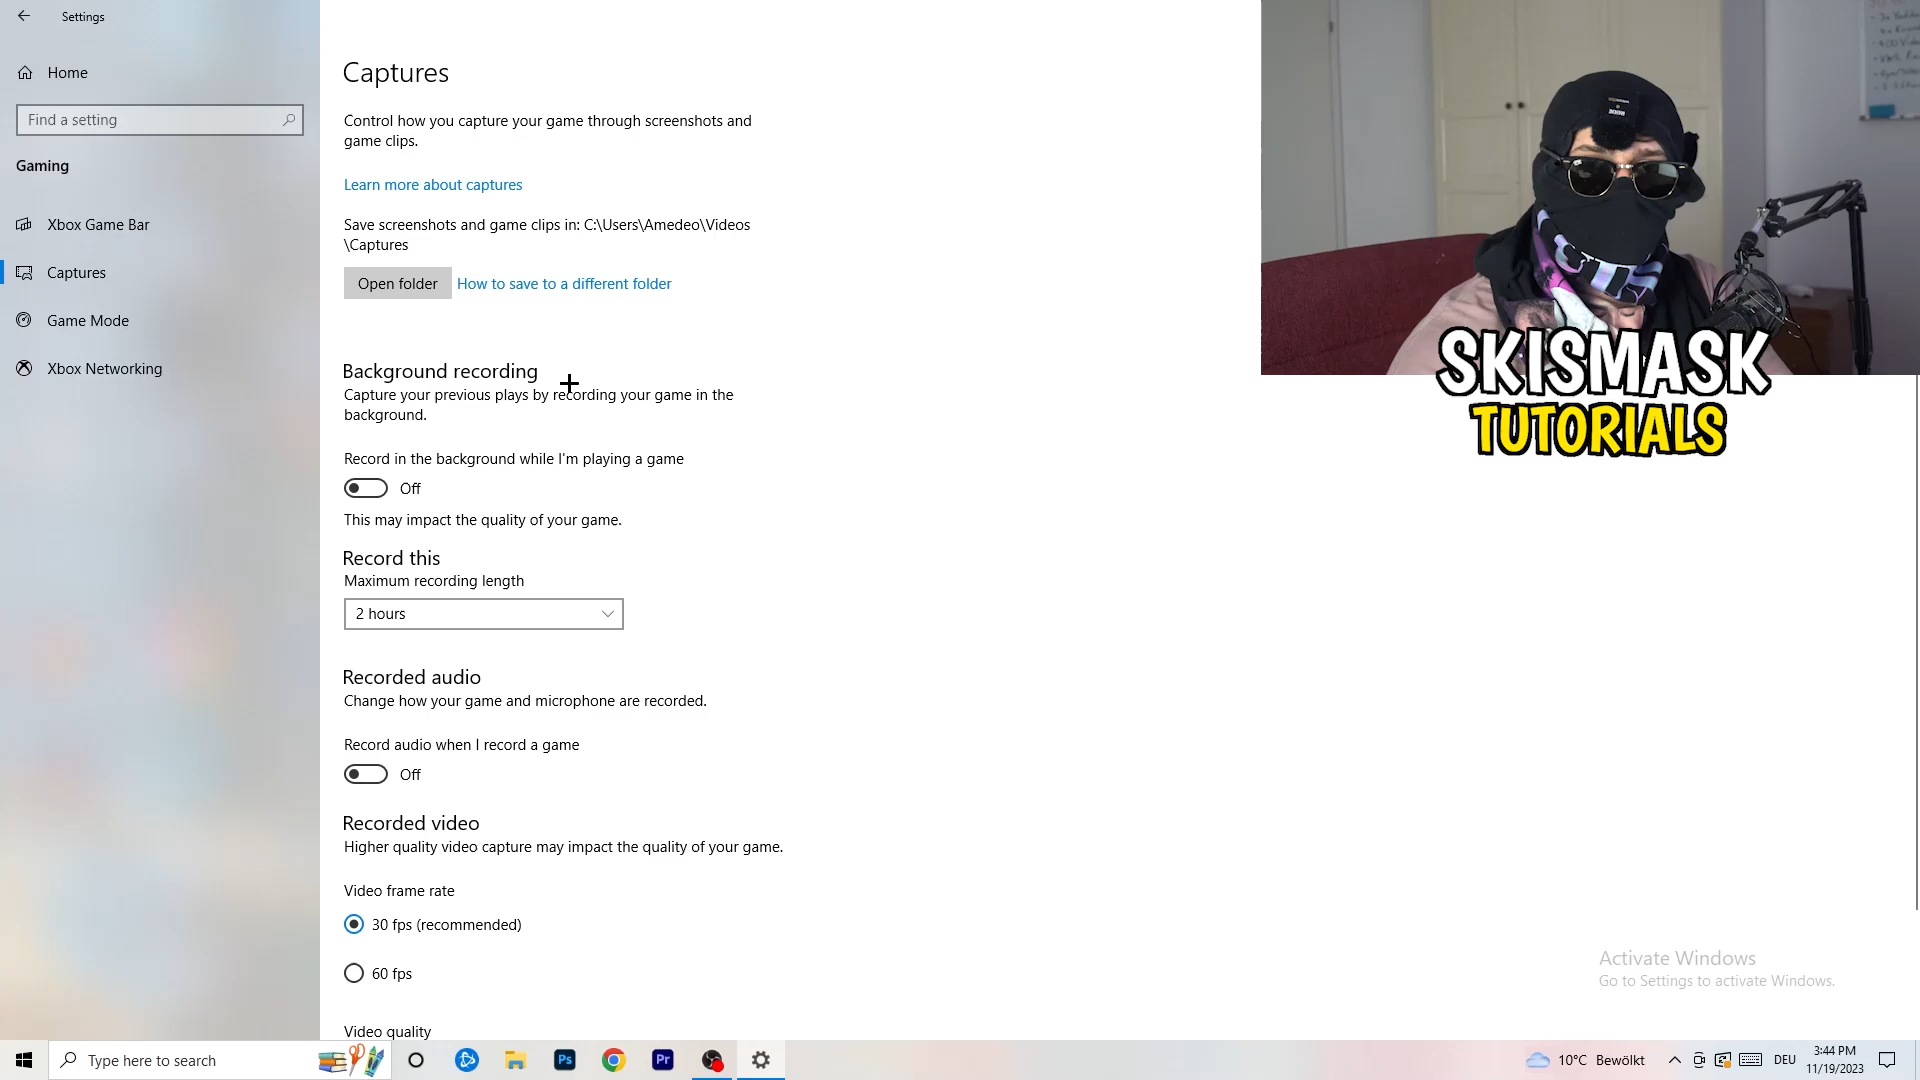 Settings
Home
Find a setting
Gaming
Xbox Game Bar
Captures
Game Mode
Xbox Networking
Captures
Control how you capture your game through screenshots and
game clips.
Learn more about captures
Save screenshots and game clips in: C:\Users\Amedeo\Videos
\Captures
Open folder
How to save to a different folder
Background recording
Capture your previous plays by recording your game in the
background.
Record in the background while I'm playing a game
Off
This may impact the quality of your game.
Record this
Maximum recording length
2 hours
Recorded audio
Change how your game and microphone are recorded.
Record audio when I record a game
Off
Recorded video
Higher quality video capture may impact the quality of your game.
Video frame rate
30 fps (recommended)
60 fps
Video quality
SKISMASK
TUTORIALS
Activate Windows
Go to Settings to activate Windows.
Type here to search
Ps
Pr
10°C Bewölkt
DEU
3:44 PM
11/19/2023